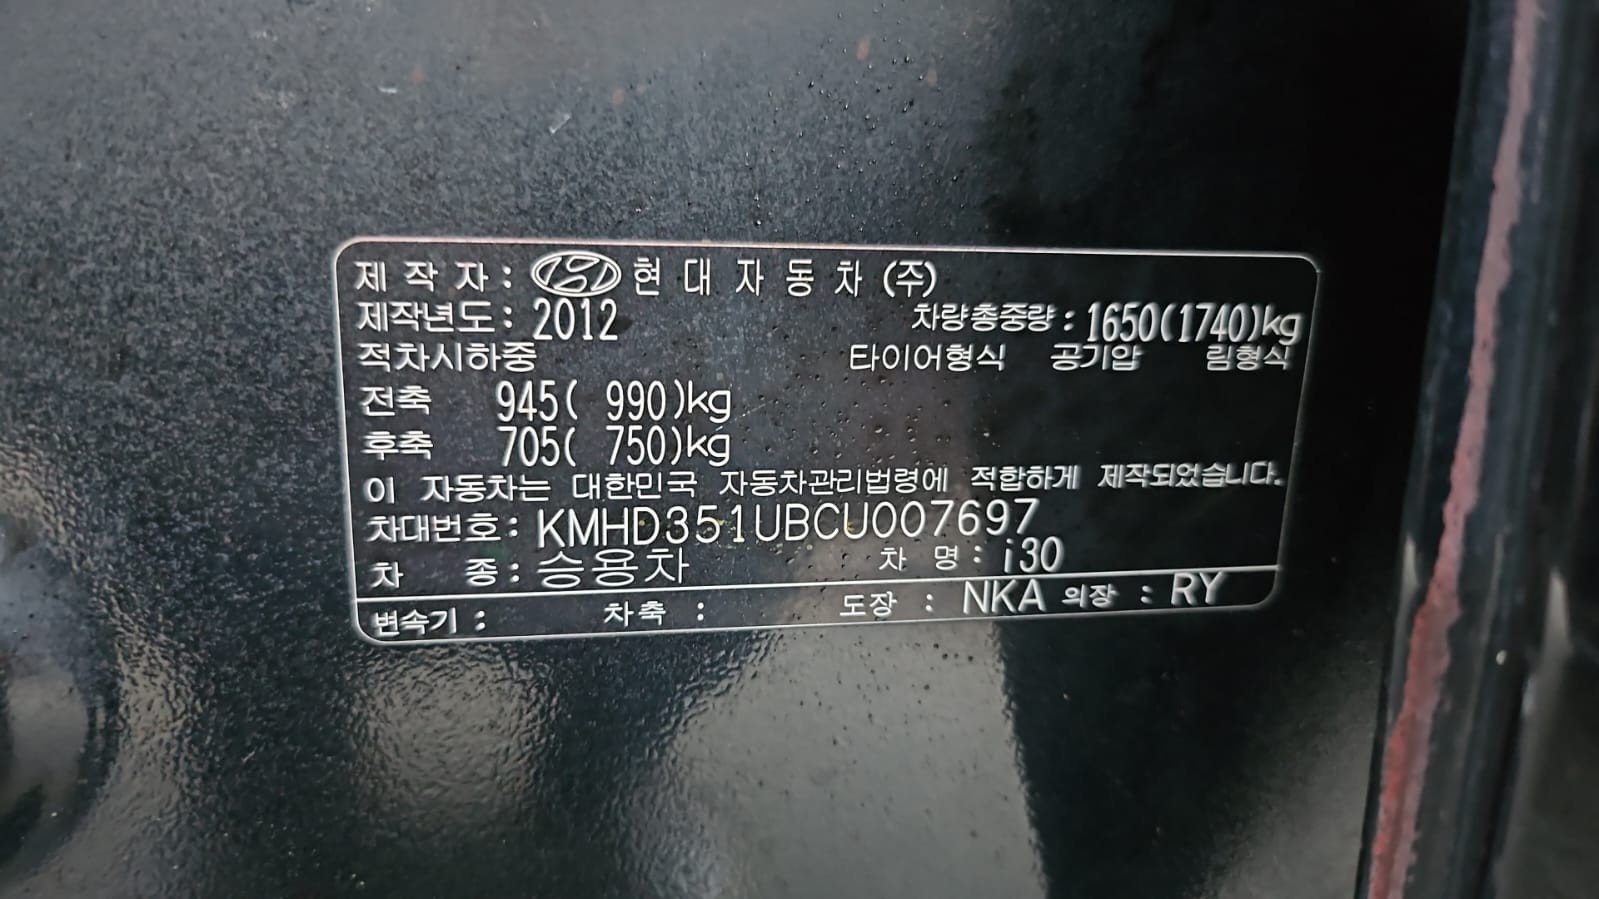 제 작 자 : 현 대 자 동 차 (주)
제작년도 : 2012 차량총중량 : 1650(1740)kg
적차시하중 타이어형식 공기압 림형식
전축 945( 990)kg
후축 705( 750)kg
이 자동차는 대한민국 자동차관리법령에 적합하게 제작되었습니다.
차대번호 : KMHD351UBCU007697
차 종 : 승용차 차 명 : i30
변속기 : 차축 : 도장 : NKA 의장 : RY